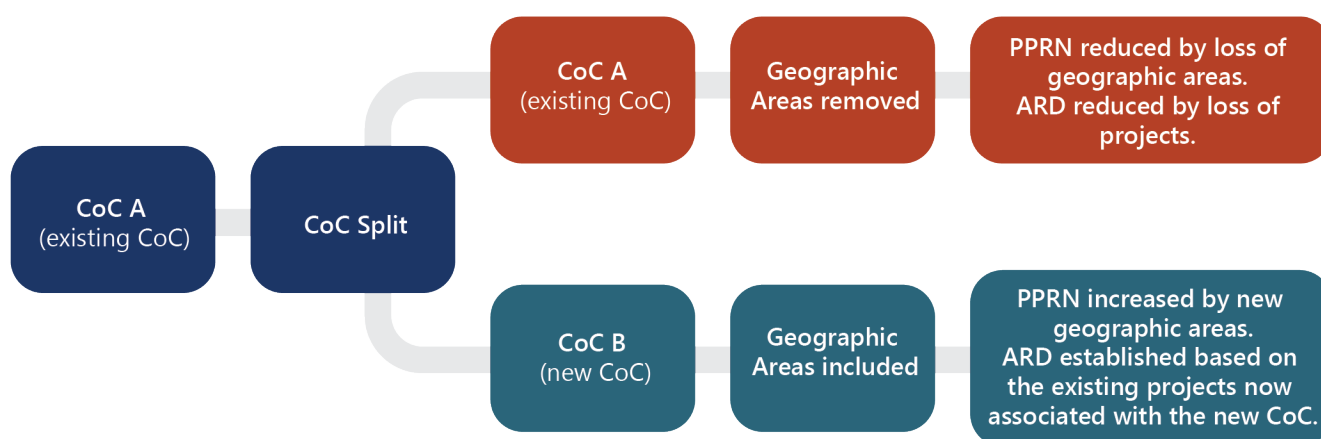 CoC A
(existing CoC)
CoC Split
CoC A
(existing CoC)
Geographic
Areas removed
PPRN reduced by loss of
geographic areas.
ARD reduced by loss of
projects.
CoC B
(new CoC)
Geographic
Areas included
PPRN increased by new
geographic areas.
ARD established based on
the existing projects now
associated with the new CoC.